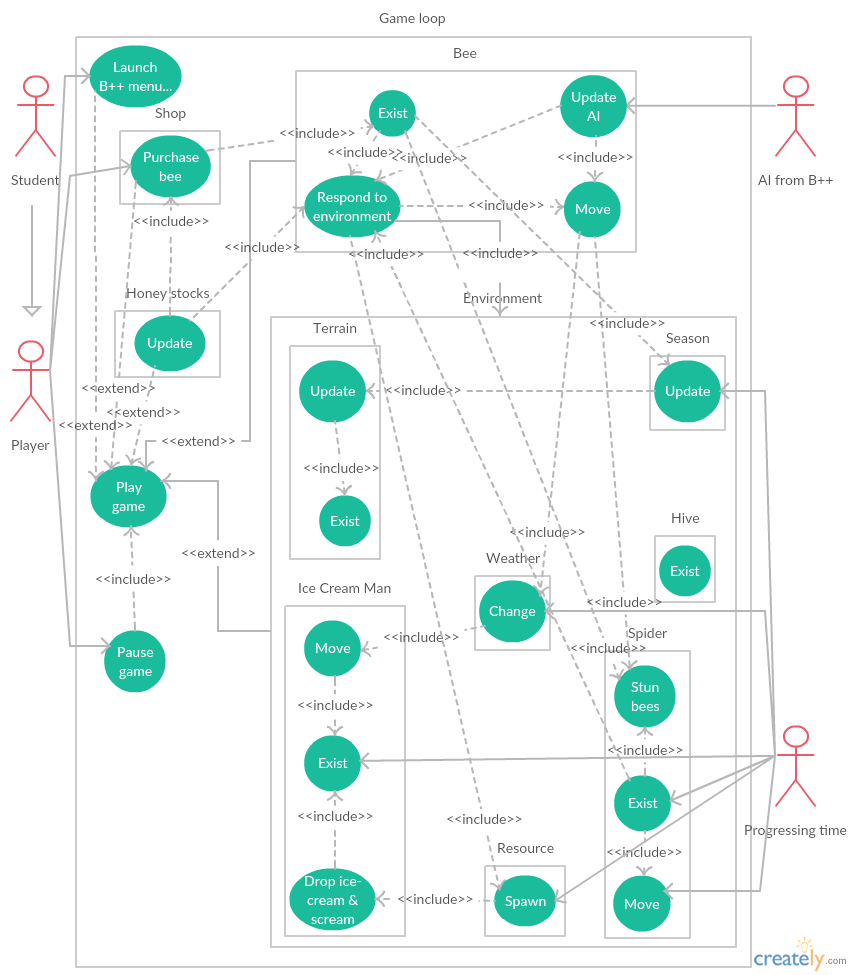 Game loop
Bee
Launch
B++ menu...
Student
Shop
Exist
Update
AI
AI from B++
<<include>>
Purchase
bee
<<include>>
<<include>>
<<include>>
Respond to
environment
<<include>>
Move
<<include>>
<<include>>
<<include>>
<<include>>
Honey stocks
Environment
Update
Terrain
<<include>>
Season
Player
<<extend>>
Update
<<include>>
Update
<<extend>>
<<extend>>
<<extend>>
<<include>>
Play
game
Exist
Hive
<<include>>
<<extend>>
Weather
Exist
<<include>>
Ice Cream Man
Change
<<include>>
Pause
game
Move
<<include>>
Spider
<<include>>
Stun
bees
<<include>>
<<include>>
Exist
Exist
<<include>>
<<include>>
Progressing time
Resource
<<include>>
Drop ice-
cream &
scream
<<include>>
Spawn
Move
creately.com